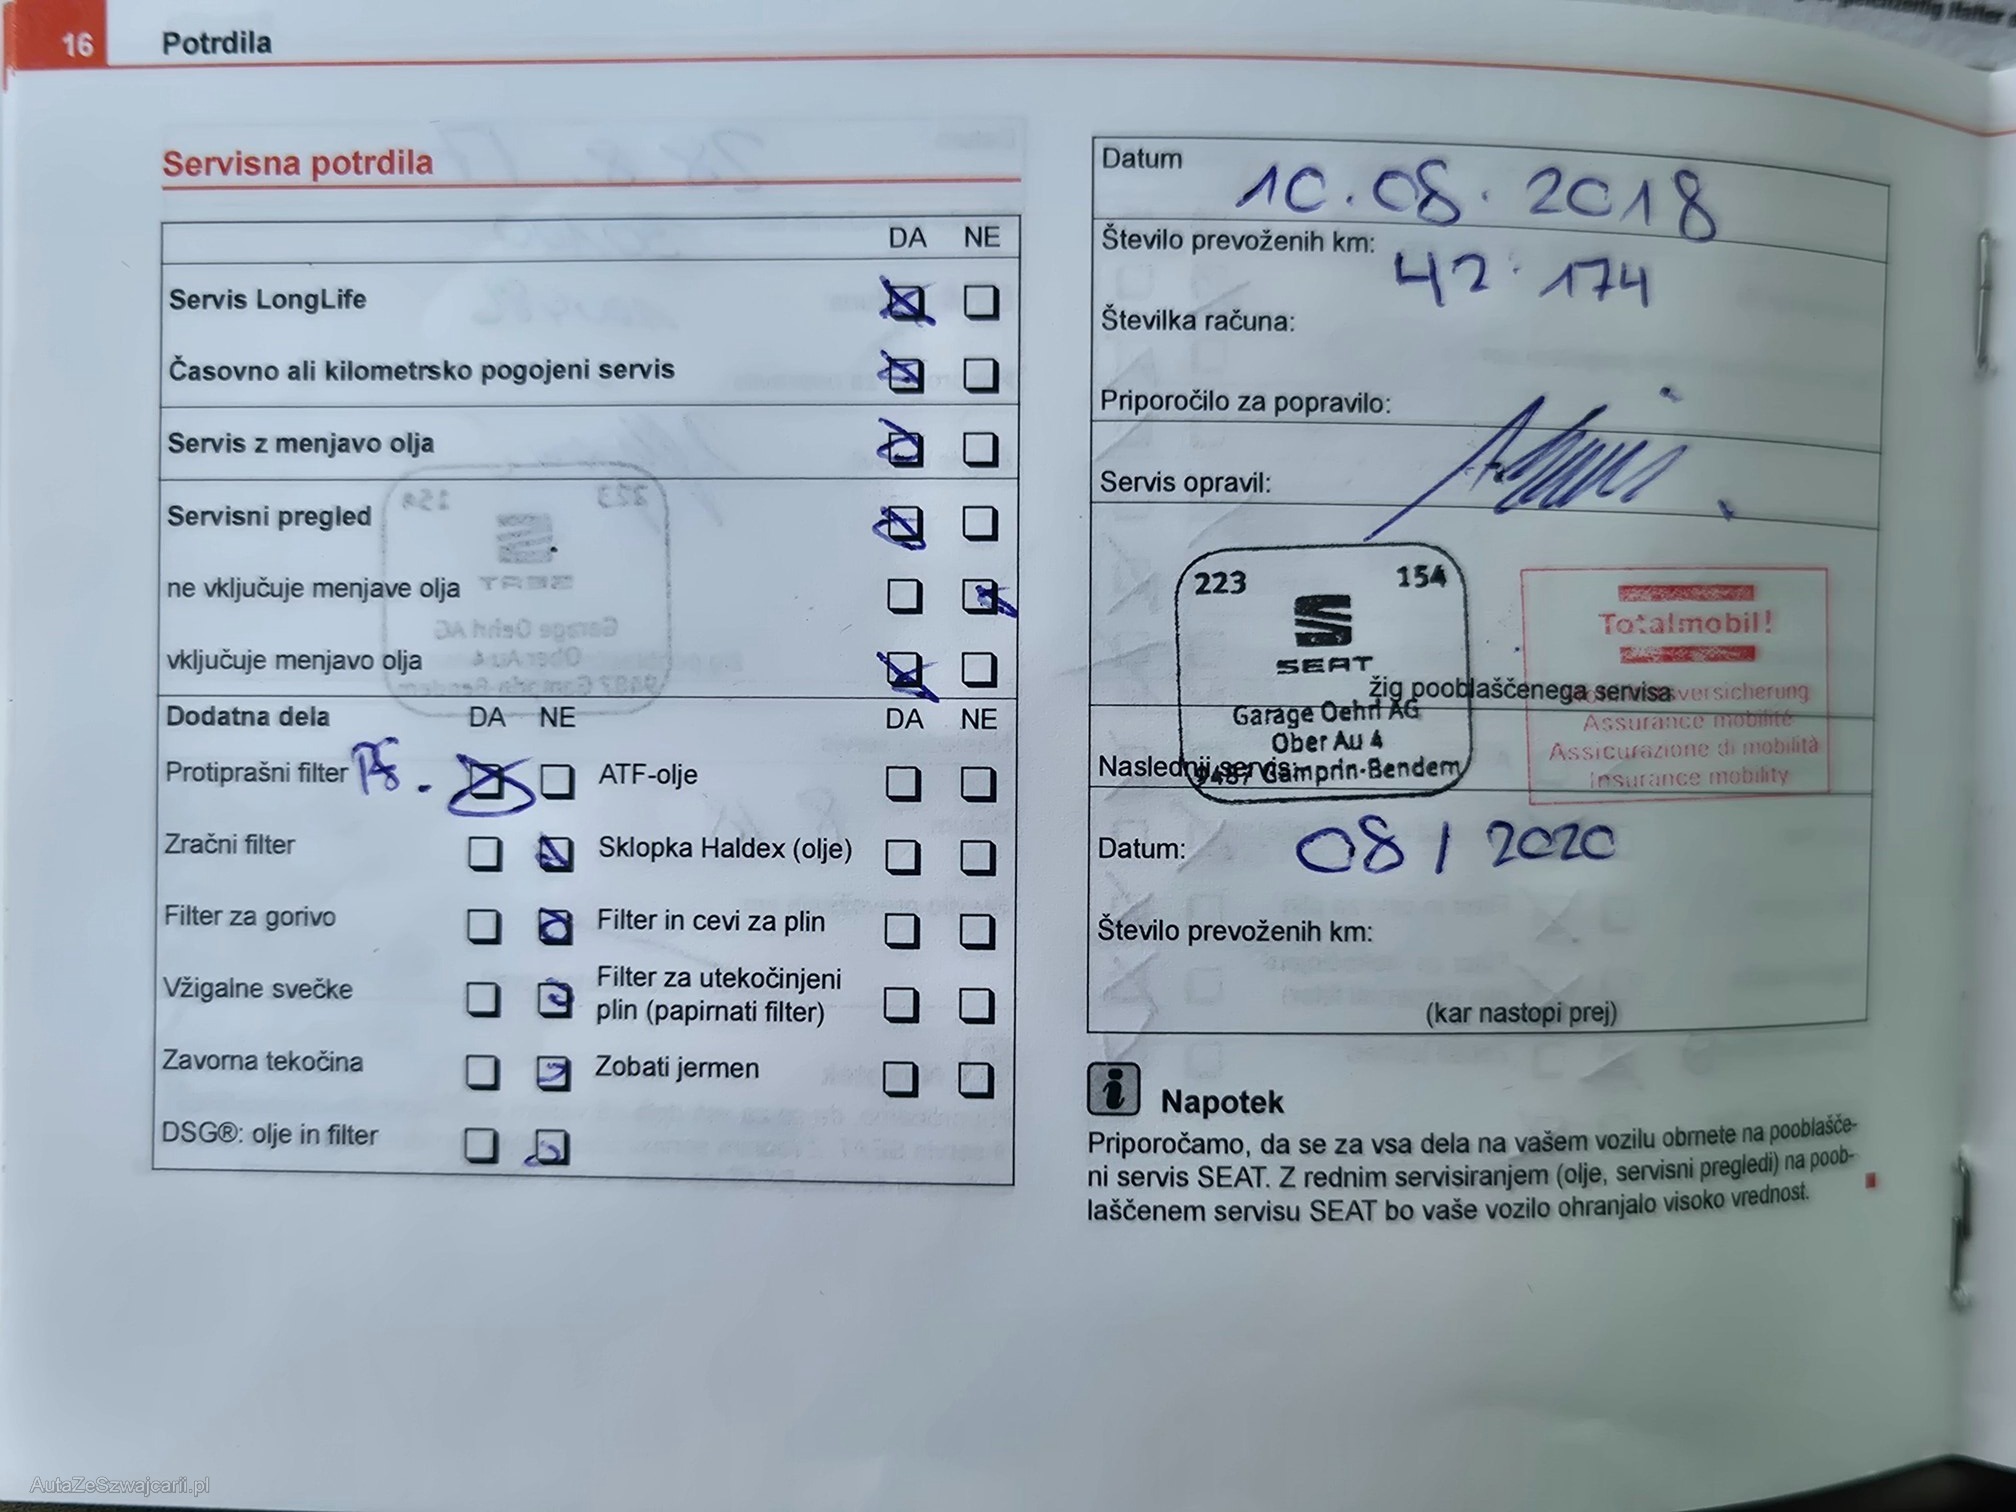 16 Potrdila
Servisna potrdila
DA NE
Servis LongLife
Časovno ali kilometrsko pogojeni servis
Servis z menjavo olja
Servisni pregled
ne vključuje menjave olja
vključuje menjavo olja
Dodatna dela DA NE DA NE
Protiprašni filter
ATF-olje
Zračni filter
Sklopka Haldex (olje)
Filter za gorivo
Filter in cevi za plin
Vžigalne svečke
Filter za utekočinjeni
plin (papirnati filter)
Zavorna tekočina
Zobati jermen
DSG®: olje in filter
Datum 10.08.2018
Število prevoženih km: 42.174
Številka računa:
Priporočilo za popravilo:
Servis opravil:
223 154
SEAT
Garage Oehri AG
Ober Au 4
9487 Gamprin-Bendern
Totalmobil!
Assurance mobilité
Assicurazione di mobilità
Insurance mobility
žig pooblaščenega servisa
Naslednji servis:
Datum: 08/2020
Število prevoženih km:
(kar nastopi prej)
i Napotek
Priporočamo, da se za vsa dela na vašem vozilu obrnete na pooblašče-
ni servis SEAT. Z rednim servisiranjem (olje, servisni pregledi) na poob-
laščenem servisu SEAT bo vaše vozilo ohranjalo visoko vrednost.
AutaZeSzwajcarii.pl